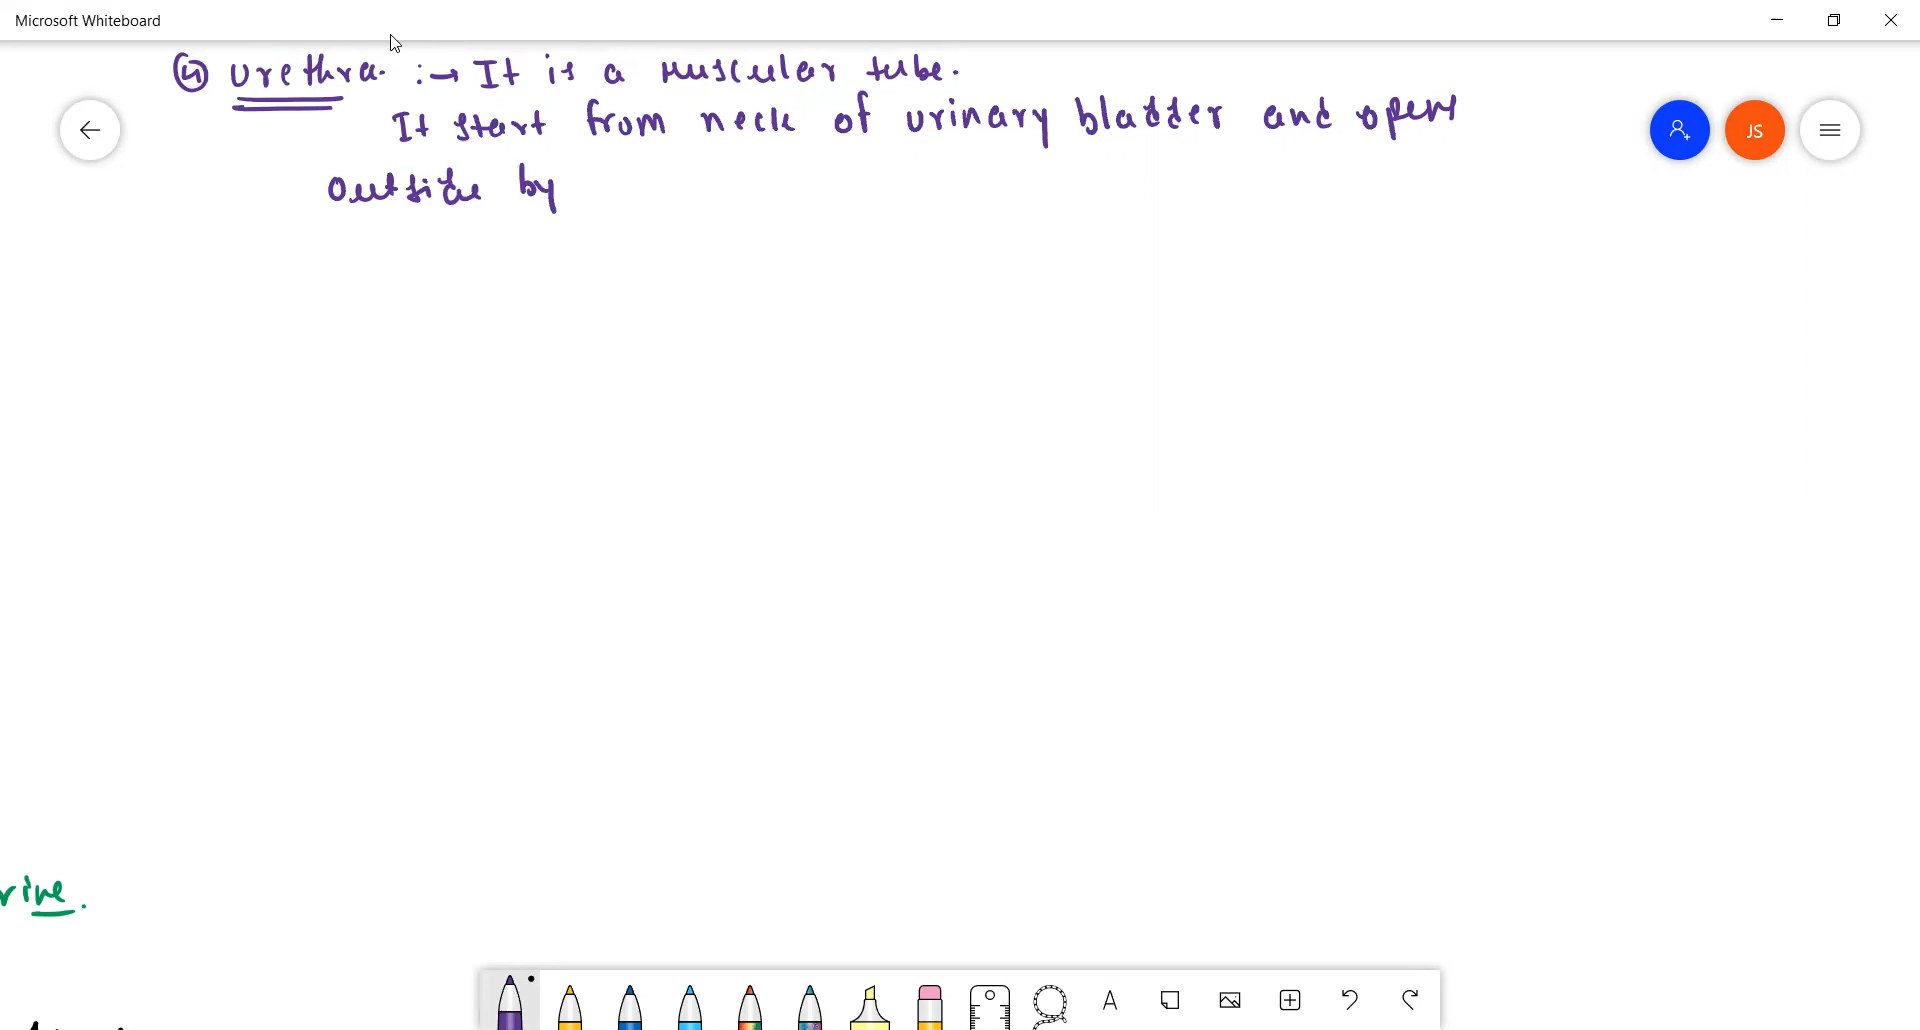 Microsoft Whiteboard
④ urethra. :→ It is a muscular tube.
It start from neck of urinary bladder and open
outside by
JS
rine.